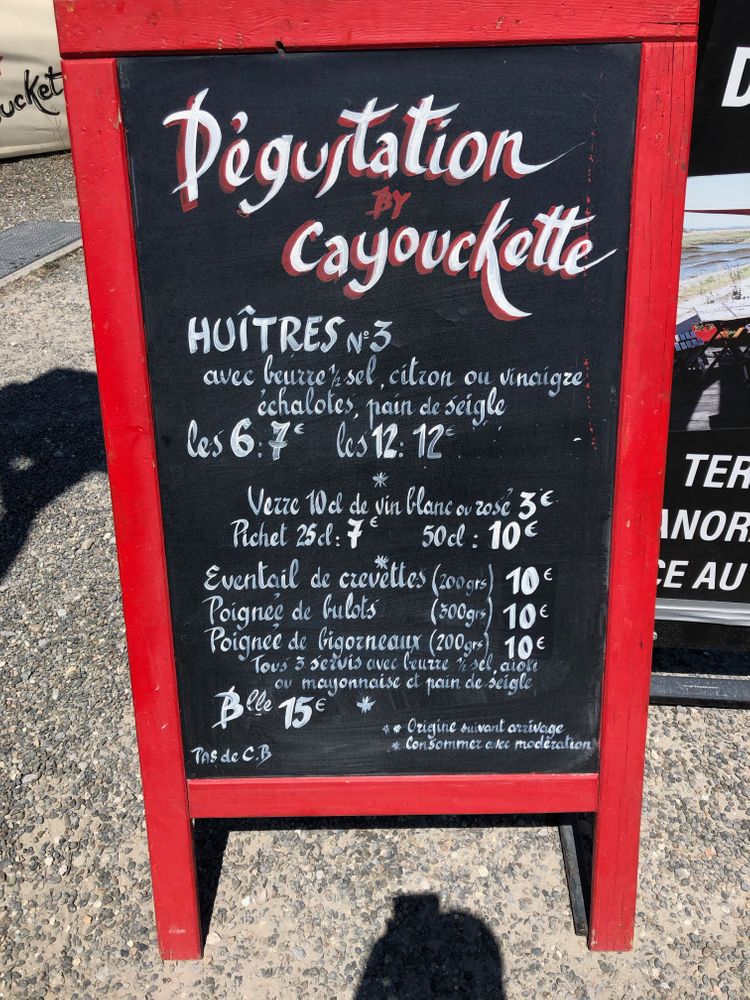 Dégustation
BY
Cayouckette
HUÎTRES N°3
avec beurre ½ sel, citron ou vinaigre
échalotes, pain de seigle
les 6: 7€ les 12: 12€
*
Verre 10cl de vin blanc ou rosé 3€
Pichet 25cl: 7€ 50cl: 10€
*
Eventail de crevettes (200grs) 10€
Poignée de bulots (300grs) 10€
Poignée de bigorneaux (200grs) 10€
Tous 3 servis avec beurre ½ sel, aïoli
ou mayonnaise et pain de seigle
Blle 15€ *
** Origine suivant arrivage
* Consommer avec modération
PAS de C.B
ucket
D
TER
ANOR
CE AU